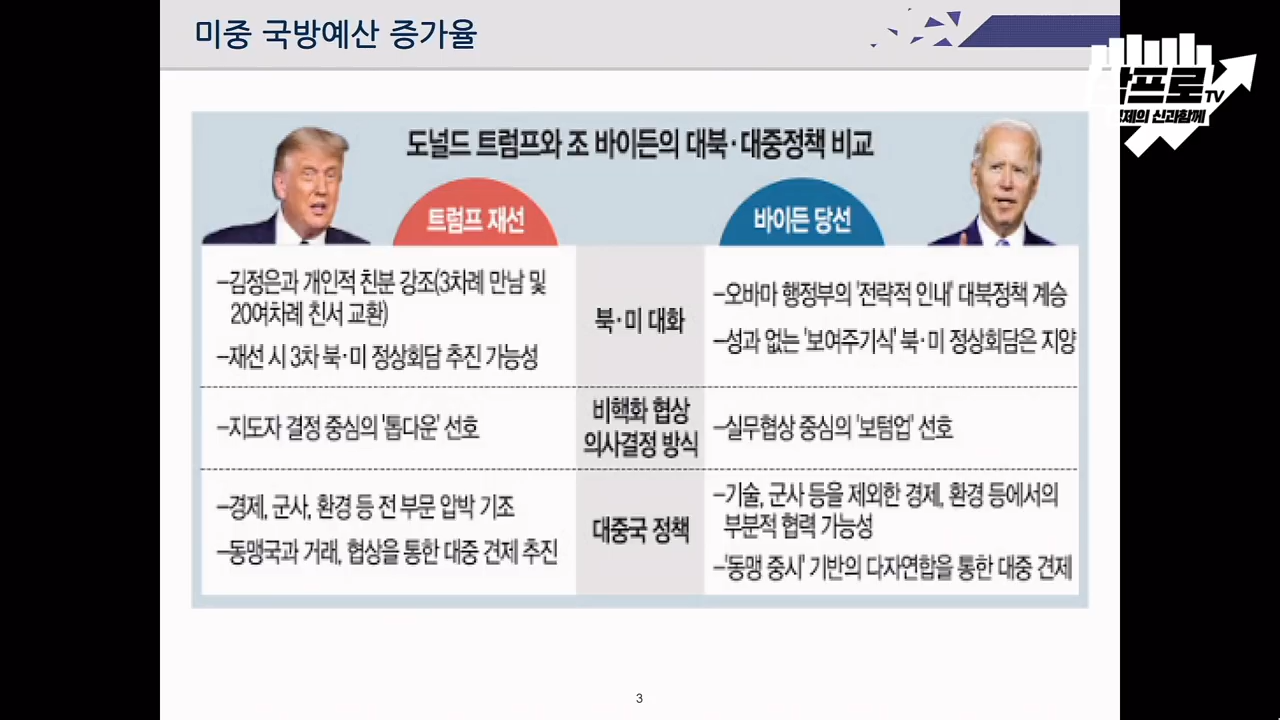 미중 국방예산 증가율
프로TV
경제의 신과함께
도널드 트럼프와 조 바이든의 대북·대중정책 비교
트럼프 재선
바이든 당선
북·미 대화
–김정은과 개인적 친분 강조(3차례 만남 및
20여차례 친서 교환)
–재선 시 3차 북·미 정상회담 추진 가능성
–오바마 행정부의 '전략적 인내' 대북정책 계승
–성과 없는 '보여주기식' 북·미 정상회담은 지양
비핵화 협상
의사결정 방식
–지도자 결정 중심의 '톱다운' 선호
–실무협상 중심의 '보텀업' 선호
대중국 정책
–경제, 군사, 환경 등 전 부문 압박 기조
–동맹국과 거래, 협상을 통한 대중 견제 추진
–기술, 군사 등을 제외한 경제, 환경 등에서의
부분적 협력 가능성
–'동맹 중시' 기반의 다자연합을 통한 대중 견제
3